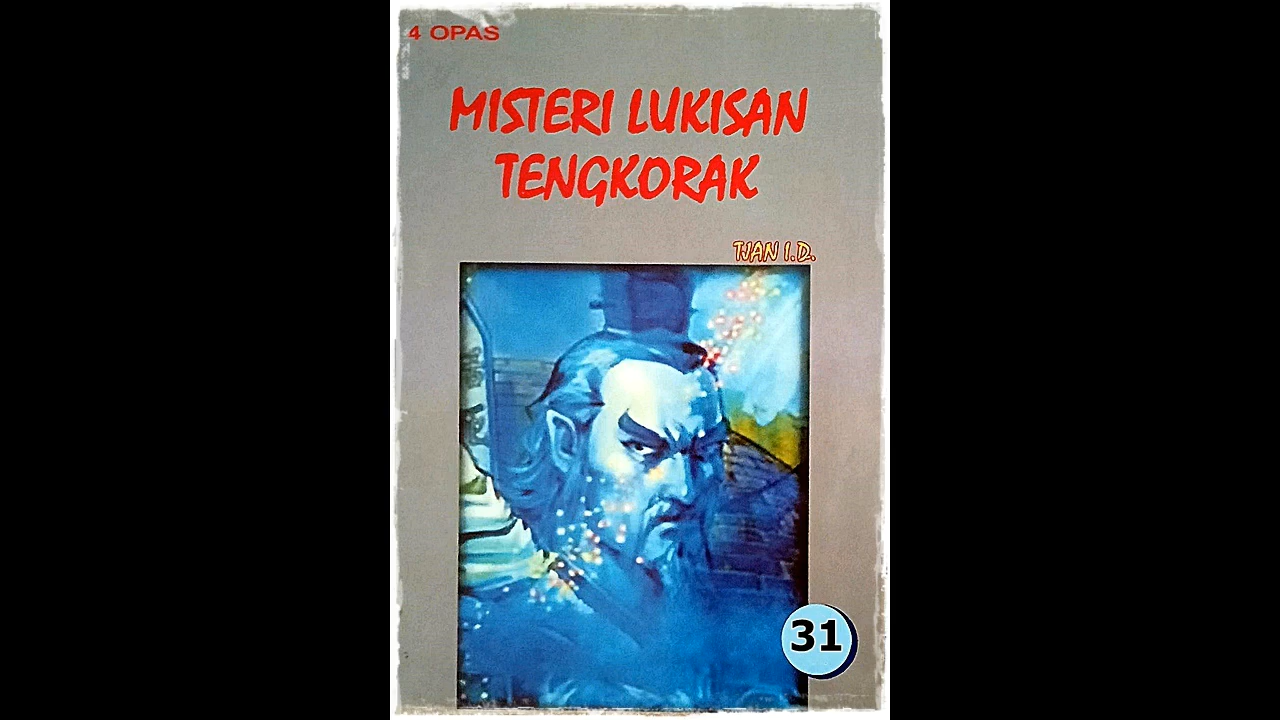 4 OPAS
MISTERI LUKISAN
TENGKORAK
TJAN I.D.
31